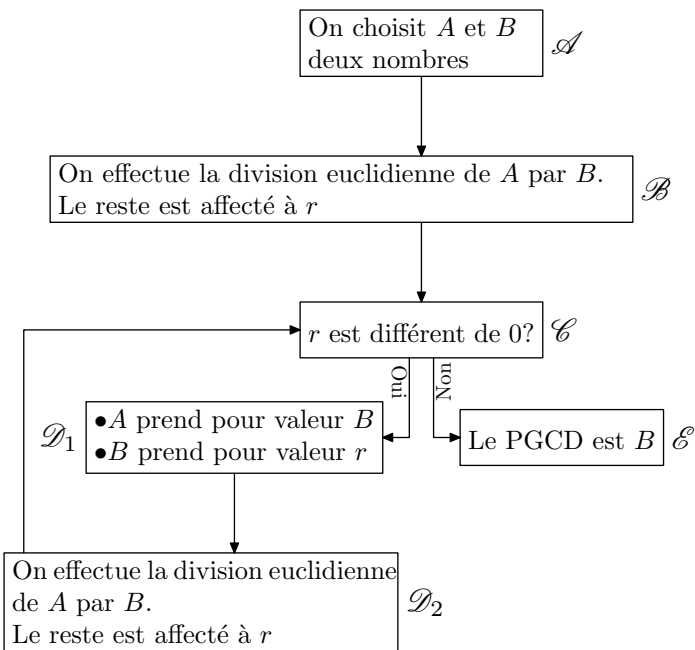 On choisit A et B
deux nombres
𝒜
On effectue la division euclidienne de A par B.
Le reste est affecté à r
ℬ
r est différent de 0?
𝒞
Oui
Non
𝒟1
•A prend pour valeur B
•B prend pour valeur r
Le PGCD est B
ℰ
On effectue la division euclidienne
de A par B.
Le reste est affecté à r
𝒟2